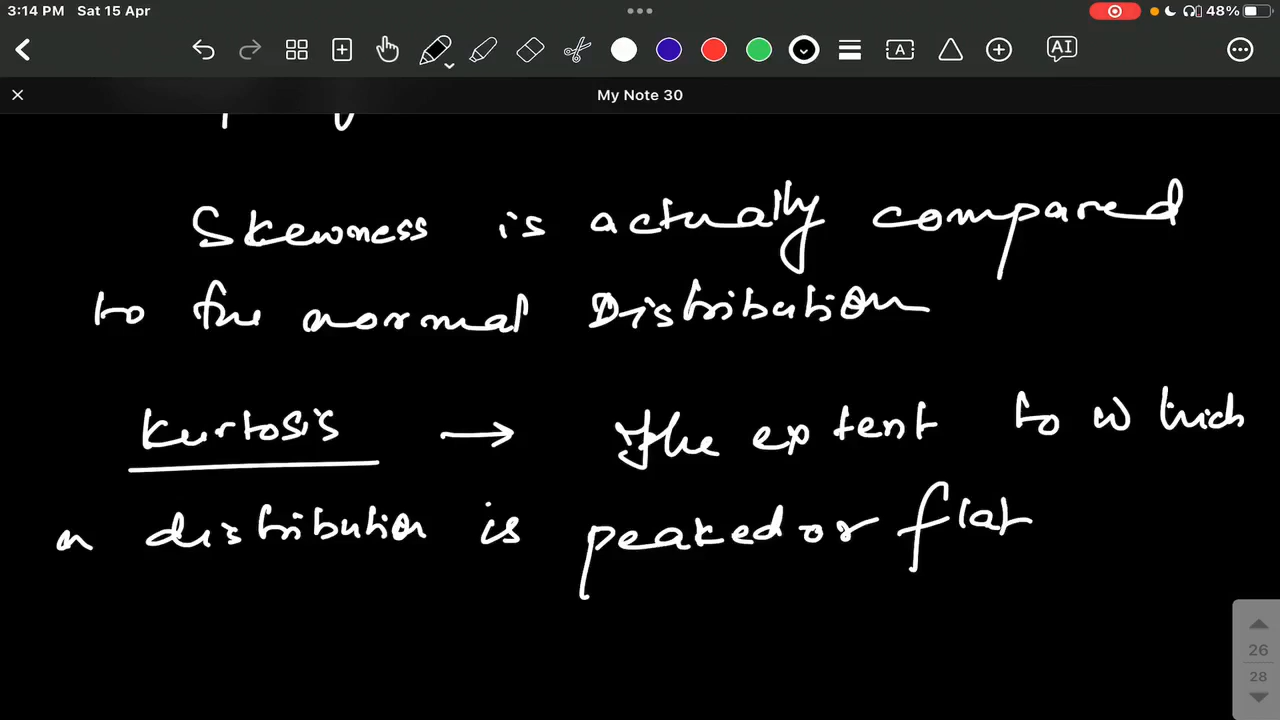 3:14 PM Sat 15 Apr
48%
A
AI
My Note 30
Skewness is actually compared
to the normal Distribution
Kurtosis → The extent to which
a distribution is peaked or flat
26
28